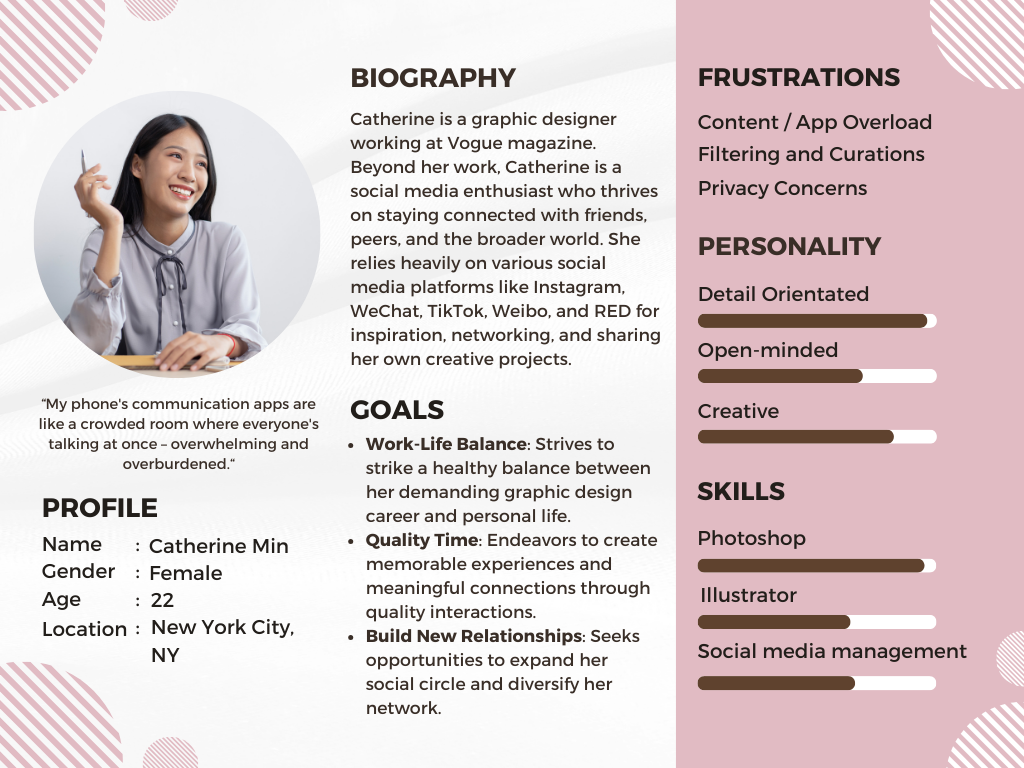 “My phone's communication apps are
like a crowded room where everyone's
talking at once – overwhelming and
overburdened.“
PROFILE
Name : Catherine Min
Gender : Female
Age : 22
Location : New York City,
NY
BIOGRAPHY
Catherine is a graphic designer
working at Vogue magazine.
Beyond her work, Catherine is a
social media enthusiast who thrives
on staying connected with friends,
peers, and the broader world. She
relies heavily on various social
media platforms like Instagram,
WeChat, TikTok, Weibo, and RED for
inspiration, networking, and sharing
her own creative projects.
GOALS
• Work-Life Balance: Strives to
strike a healthy balance between
her demanding graphic design
career and personal life.
• Quality Time: Endeavors to create
memorable experiences and
meaningful connections through
quality interactions.
• Build New Relationships: Seeks
opportunities to expand her
social circle and diversify her
network.
FRUSTRATIONS
Content / App Overload
Filtering and Curations
Privacy Concerns
PERSONALITY
Detail Orientated
Open-minded
Creative
SKILLS
Photoshop
Illustrator
Social media management